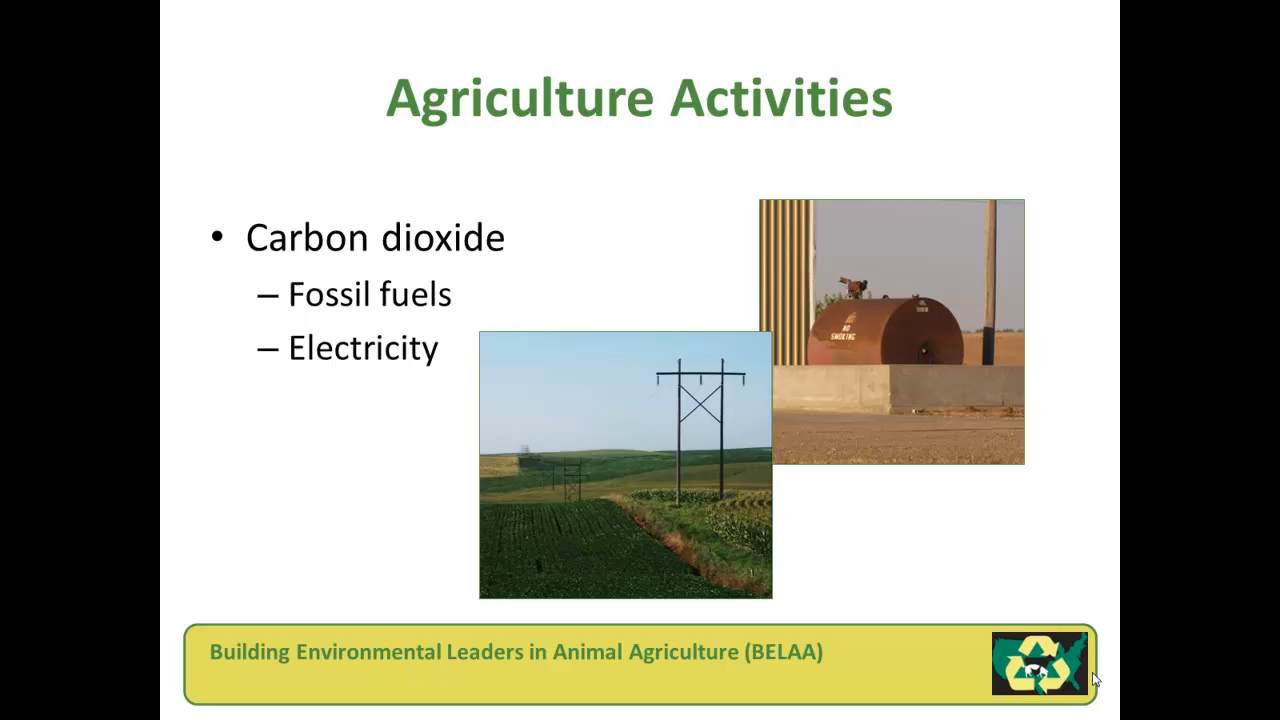 Agriculture Activities
• Carbon dioxide
– Fossil fuels
– Electricity
NO
SMOKING
Building Environmental Leaders in Animal Agriculture (BELAA)